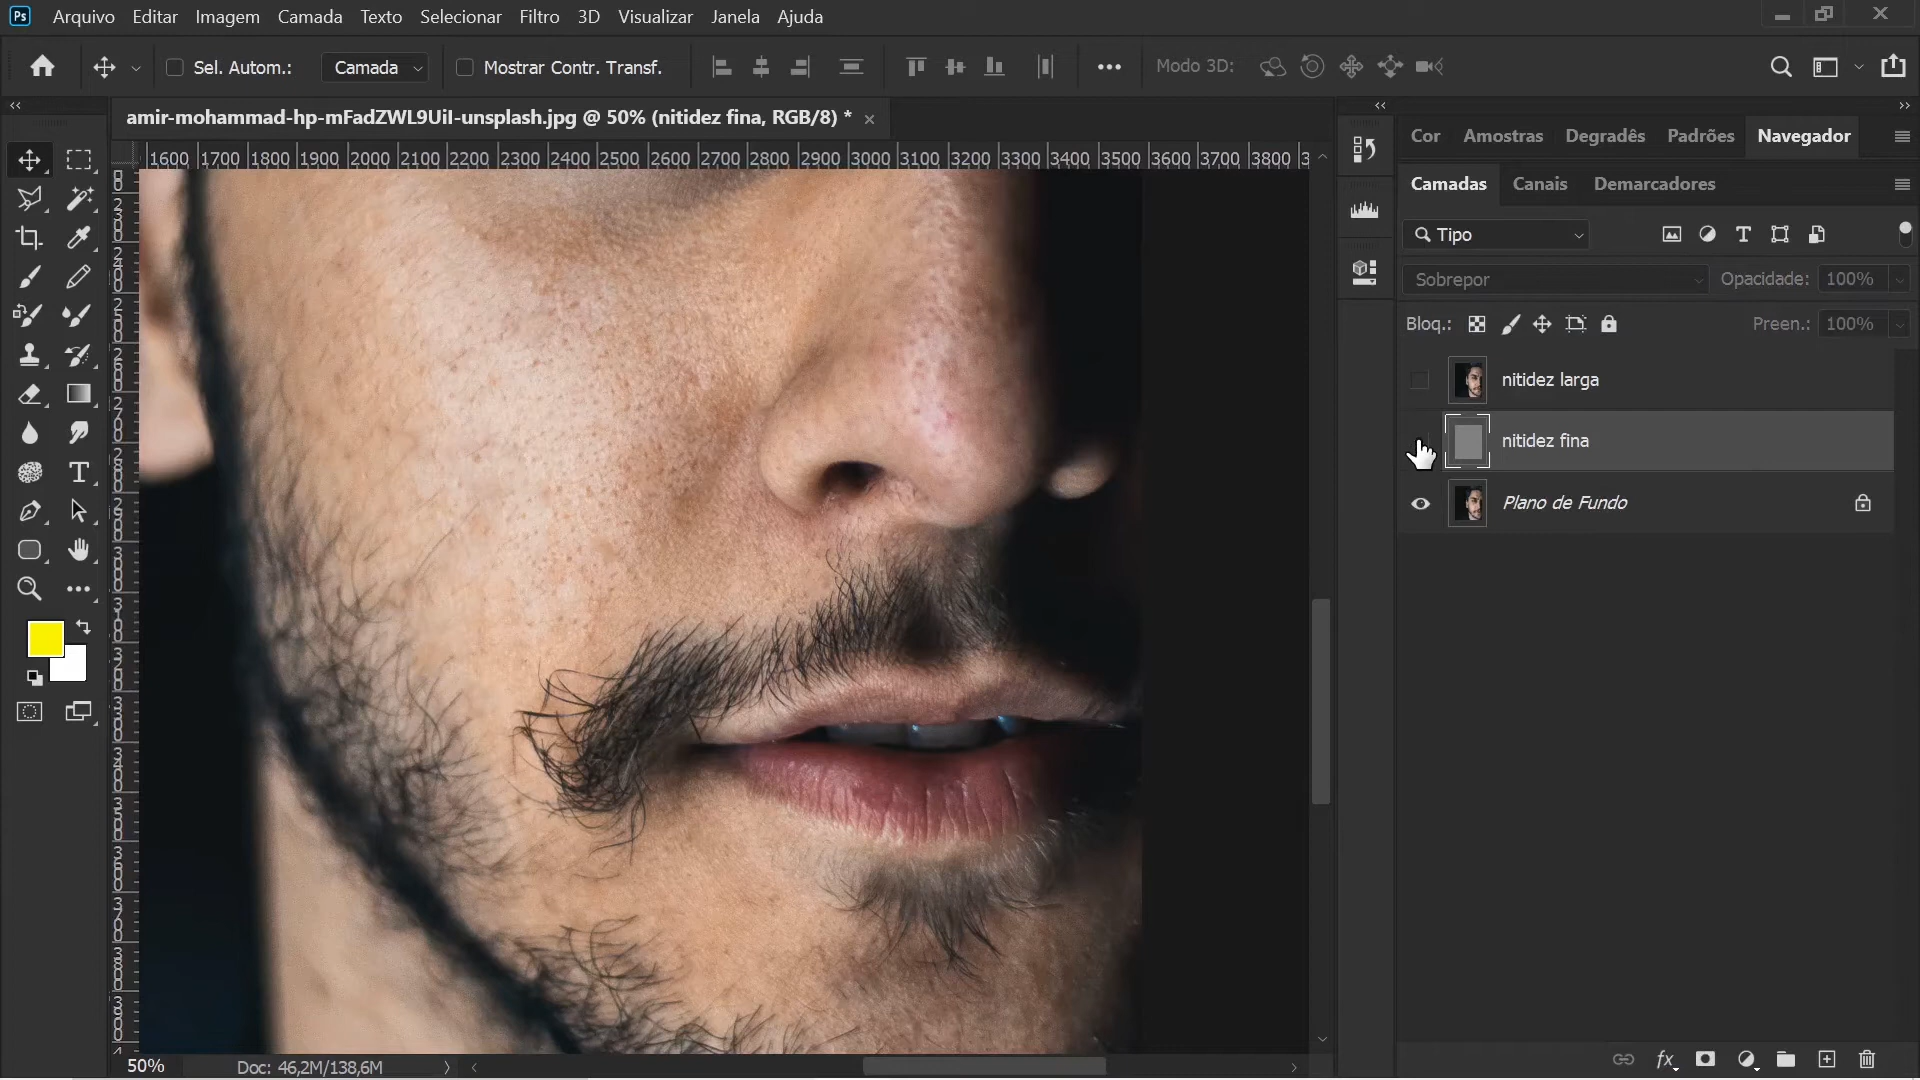 Ps Arquivo Editar Imagem Camada Texto Selecionar Filtro 3D Visualizar Janela Ajuda
Sel. Autom.: Camada Mostrar Contr. Transf. Modo 3D:
amir-mohammad-hp-mFadZWL9UiI-unsplash.jpg @ 50% (nitidez fina, RGB/8) *
1600 1700 1800 1900 2000 2100 2200 2300 2400 2500 2600 2700 2800 2900 3000 3100 3200 3300 3400 3500 3600 3700 3800
Cor Amostras Degradês Padrões Navegador
Camadas Canais Demarcadores
Tipo
Sobrepor Opacidade: 100%
Bloq.: Preen.: 100%
nitidez larga
nitidez fina
Plano de Fundo
fx
50% Doc: 46,2M/138,6M